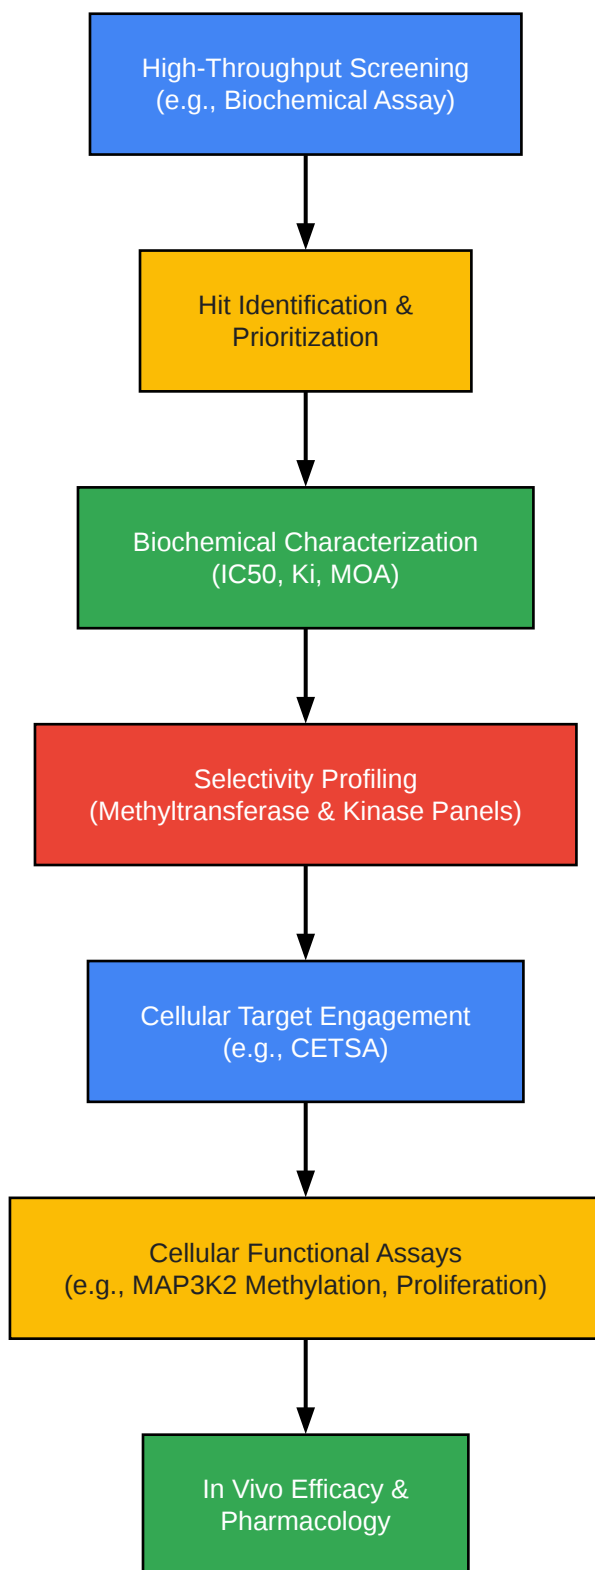 High-Throughput Screening
(e.g., Biochemical Assay)
Hit Identification &
Prioritization
Biochemical Characterization
(IC50, Ki, MOA)
Selectivity Profiling
(Methyltransferase & Kinase Panels)
Cellular Target Engagement
(e.g., CETSA)
Cellular Functional Assays
(e.g., MAP3K2 Methylation, Proliferation)
In Vivo Efficacy &
Pharmacology